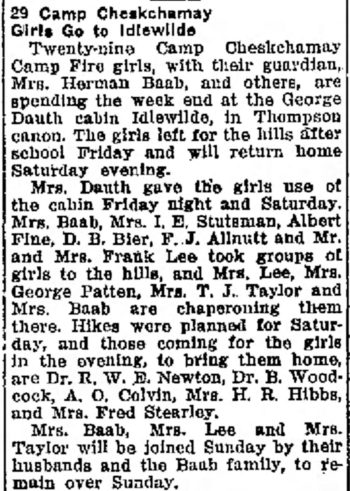 29 Camp Cheskchamay
Girls Go to Idlewilde
Twenty-nine Camp Cheskchamay
Camp Fire girls, with their guardian,
Mrs. Herman Baab, and others, are
spending the week end at the George
Dauth cabin Idlewilde, in Thompson
canon. The girls left for the hills after
school Friday and will return home
Saturday evening.
Mrs. Dauth gave the girls use of
the cabin Friday night and Saturday.
Mrs. Baab, Mrs. I. E. Stutsman, Albert
Fine, D. B. Bier, F. J. Allnutt and Mr.
and Mrs. Frank Lee took groups of
girls to the hills, and Mrs. Lee, Mrs.
George Patten, Mrs. T. J. Taylor and
Mrs. Baab are chaperoning them
there. Hikes were planned for Satur-
day, and those coming for the girls
in the evening, to bring them home,
are Dr. R. W. E. Newton, Dr. B. Wood-
cock, A. O. Colvin, Mrs. H. R. Hibbs,
and Mrs. Fred Stearley.
Mrs. Baab, Mrs. Lee and Mrs.
Taylor will be joined Sunday by their
husbands and the Baab family, to re-
main over Sunday.